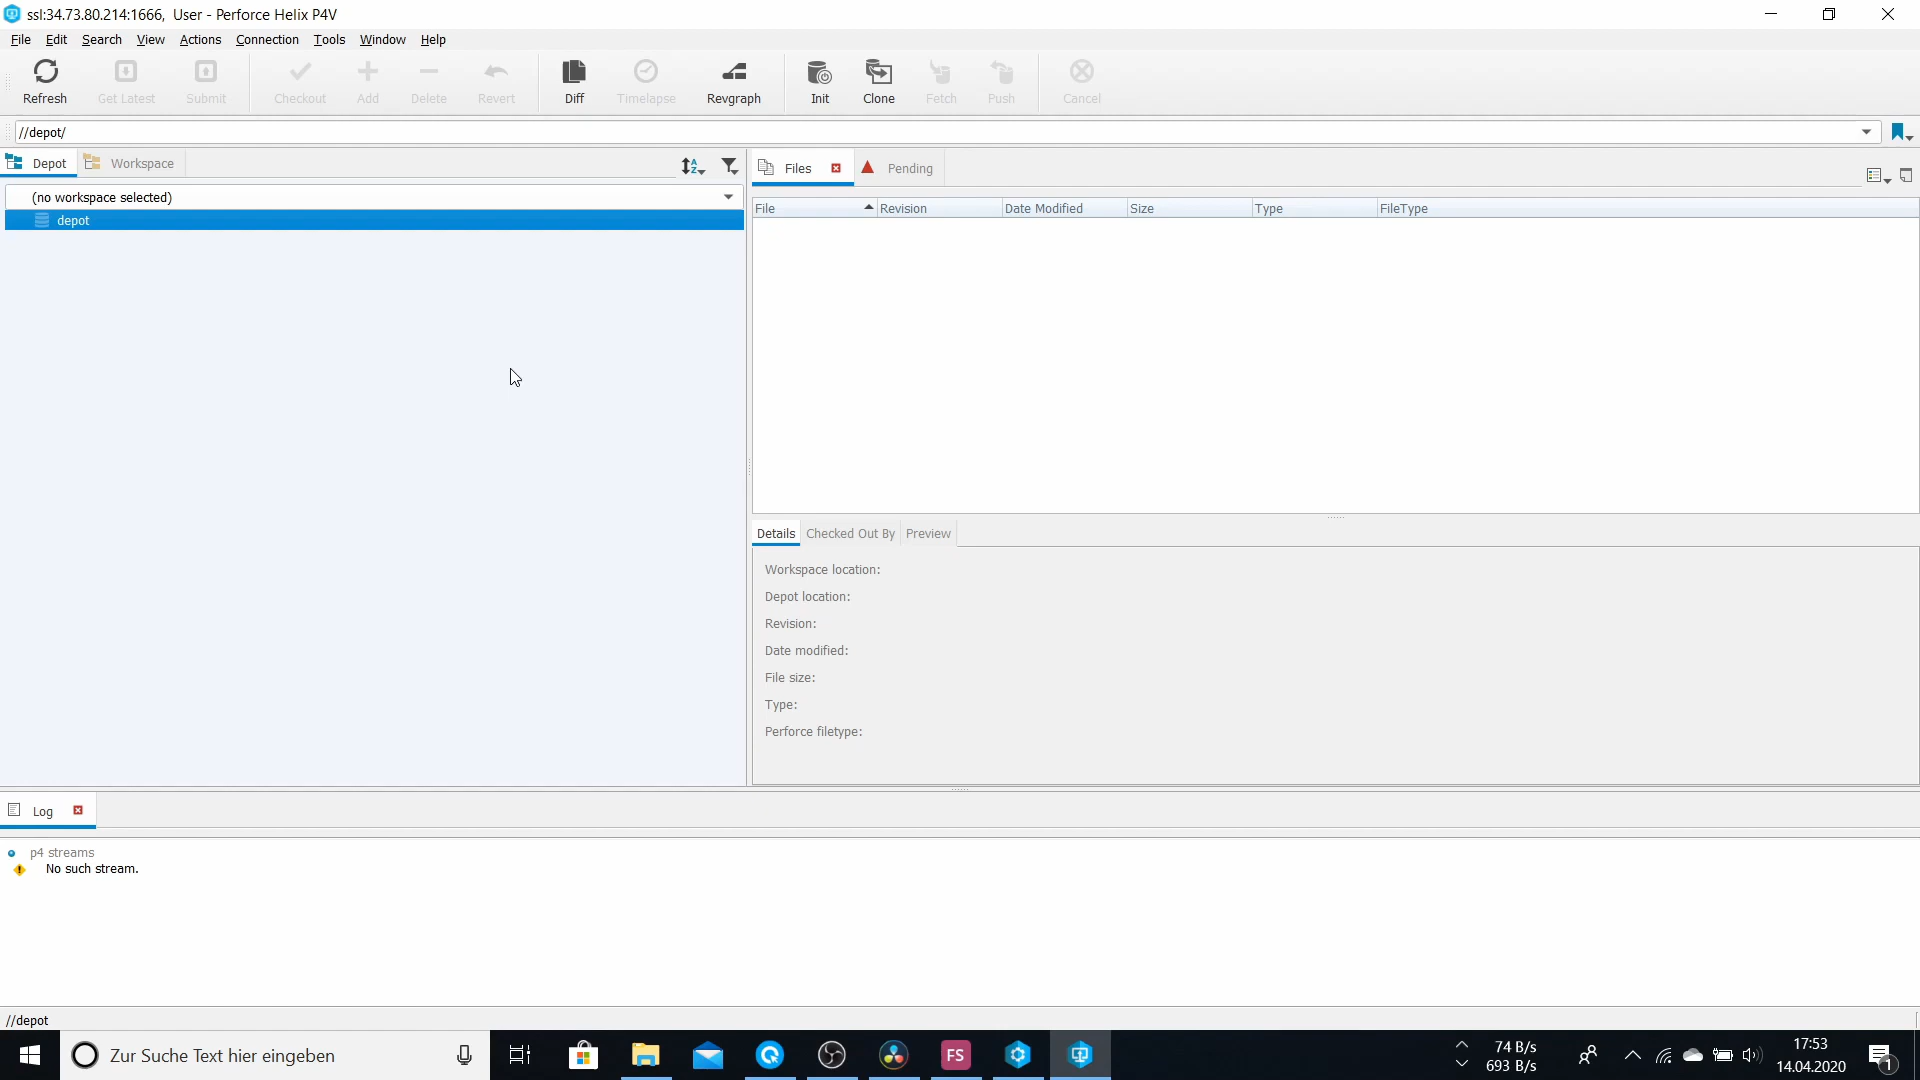 ssl:34.73.80.214:1666,  User - Perforce Helix P4V
File Edit Search View Actions Connection Tools Window Help
Refresh Get Latest Submit Checkout Add Delete Revert Diff Timelapse Revgraph Init Clone Fetch Push Cancel
//depot/
Depot Workspace
Files Pending
(no workspace selected)
depot
File Revision Date Modified Size Type FileType
Details Checked Out By Preview
Workspace location:
Depot location:
Revision:
Date modified:
File size:
Type:
Perforce filetype:
Log
p4 streams
No such stream.
//depot
Zur Suche Text hier eingeben
FS
74 B/s
693 B/s
17:53
14.04.2020
1